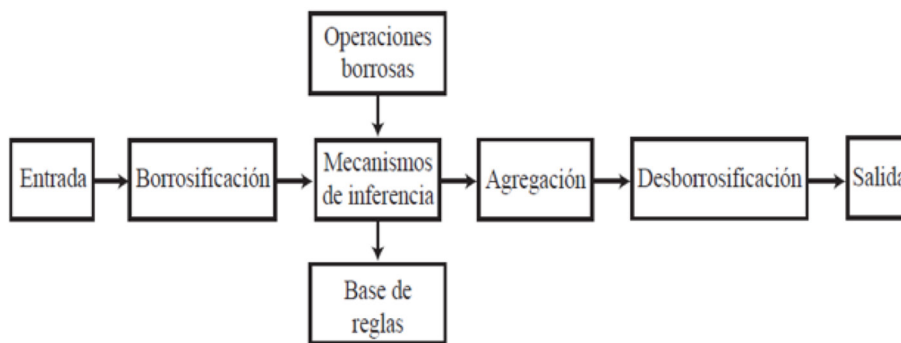 Operaciones
borrosas
Entrada
Borrosificación
Mecanismos
de inferencia
Agregación
Desborrosificación
Salida
Base de
reglas